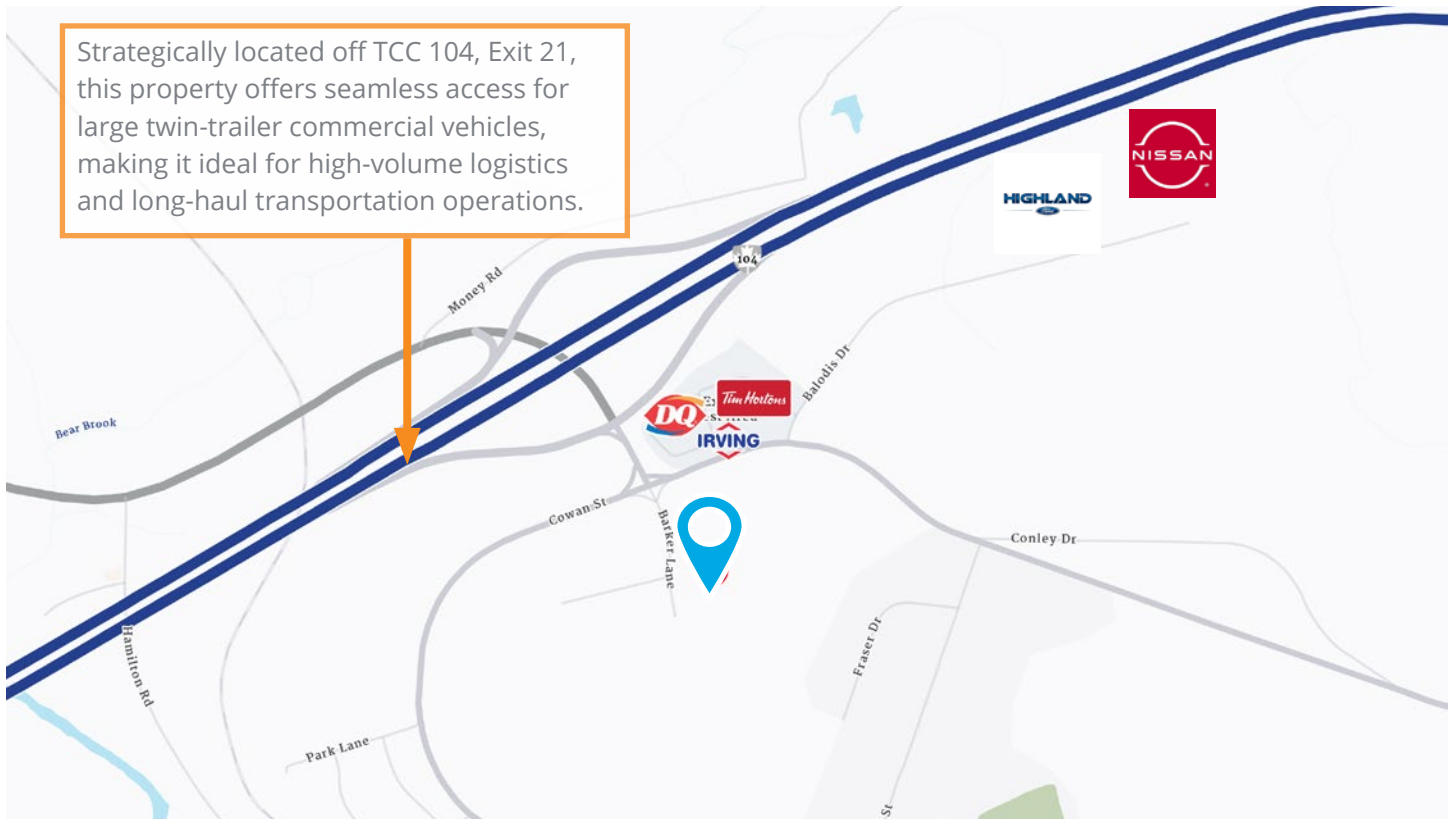 Strategically located off TCC 104, Exit 21,
this property offers seamless access for
large twin-trailer commercial vehicles,
making it ideal for high-volume logistics
and long-haul transportation operations.
NISSAN
HIGHLAND
Ford
104
Money Rd
Balodis Dr
Tim Hortons
DQ
IRVING
Bear Brook
Cowan St
Barker Lane
Conley Dr
Hamilton Rd
Fraser Dr
Park Lane
St